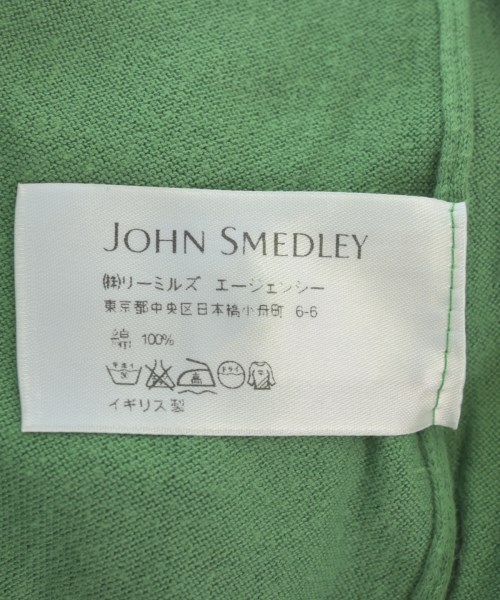 JOHN SMEDLEY
㈱リーミルズ エージェンシー
東京都中央区日本橋小舟町 6-6
綿 100%
高
イギリス製